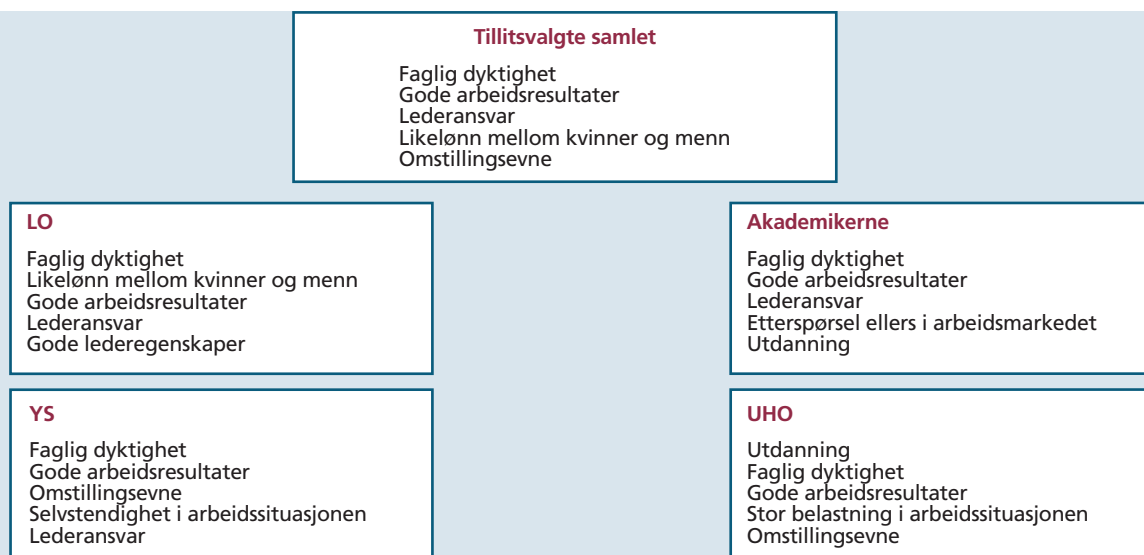 Tillitsvalgte samlet
Faglig dyktighet
Gode arbeidsresultater
Lederansvar
Likelønn mellom kvinner og menn
Omstillingsevne
LO
Faglig dyktighet
Likelønn mellom kvinner og menn
Gode arbeidsresultater
Lederansvar
Gode lederegenskaper
Akademikerne
Faglig dyktighet
Gode arbeidsresultater
Lederansvar
Etterspørsel ellers i arbeidsmarkedet
Utdanning
YS
Faglig dyktighet
Gode arbeidsresultater
Omstillingsevne
Selvstendighet i arbeidssituasjonen
Lederansvar
UHO
Utdanning
Faglig dyktighet
Gode arbeidsresultater
Stor belastning i arbeidssituasjonen
Omstillingsevne